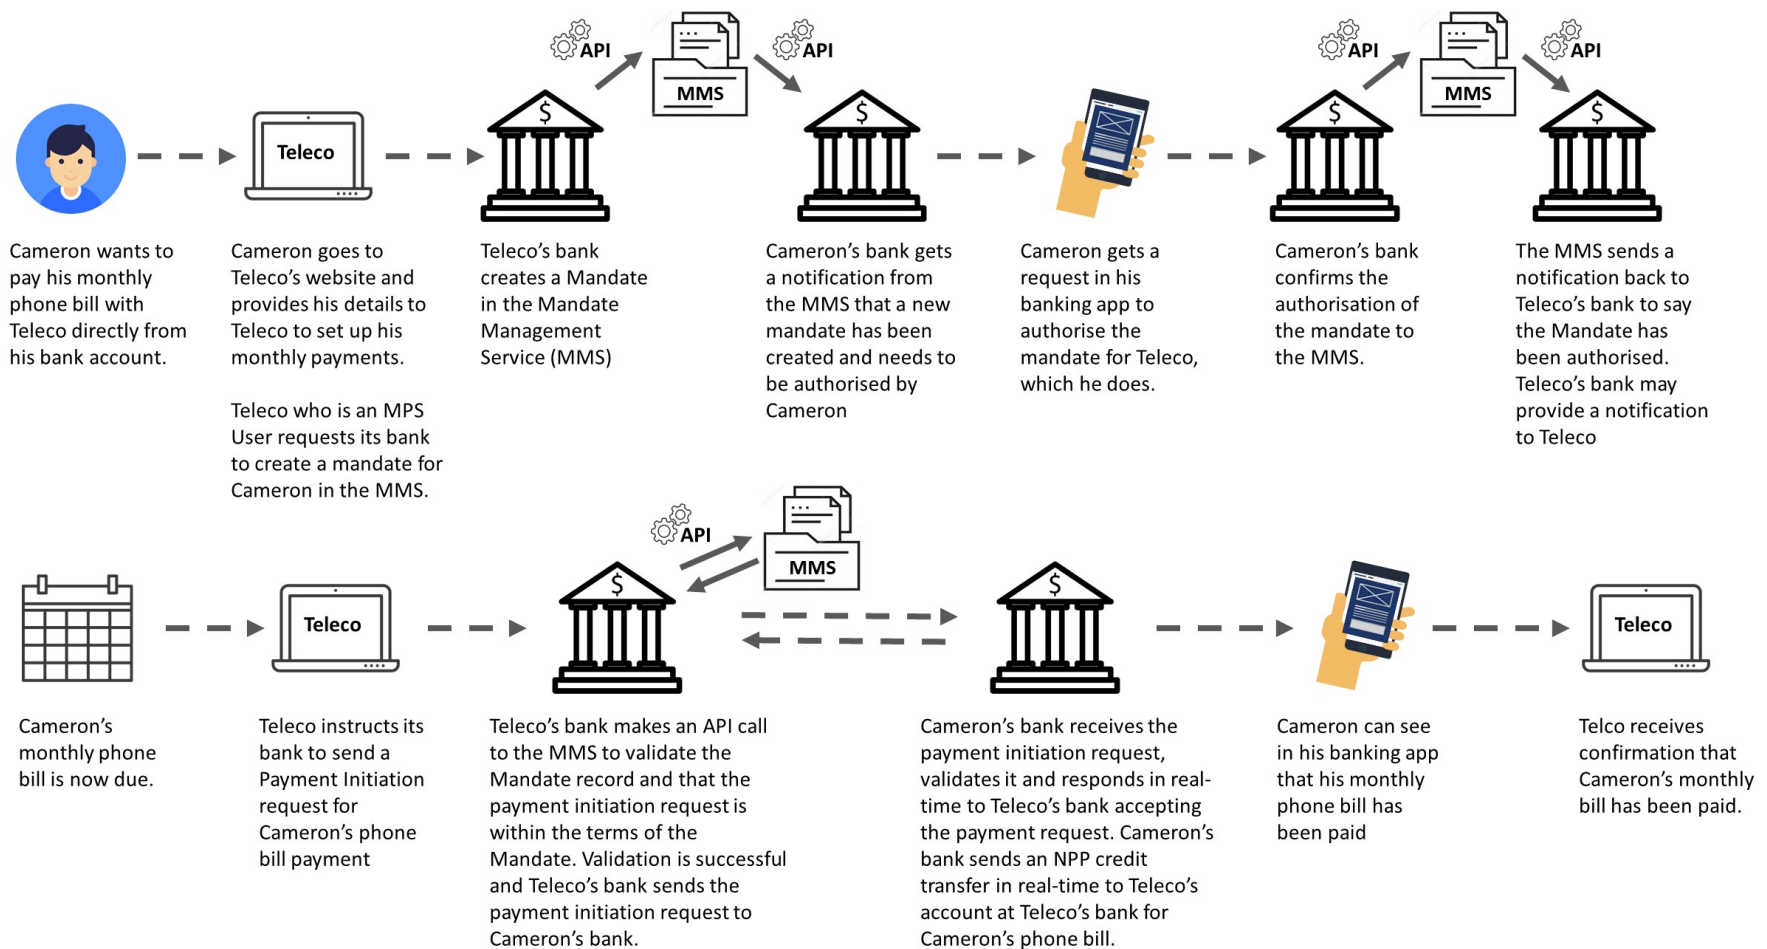 API
API
MMS
$
Teleco
$
API
API
MMS
$
$
Cameron wants to
pay his monthly
phone bill with
Teleco directly from
his bank account.
Cameron goes to
Teleco’s website and
provides his details to
Teleco to set up his
monthly payments.
Teleco who is an MPS
User requests its bank
to create a mandate for
Cameron in the MMS.
Teleco’s bank
creates a Mandate
in the Mandate
Management
Service (MMS)
Cameron’s bank gets
a notification from
the MMS that a new
mandate has been
created and needs to
be authorised by
Cameron
Cameron gets a
request in his
banking app to
authorise the
mandate for Teleco,
which he does.
Cameron’s bank
confirms the
authorisation of
the mandate to
the MMS.
The MMS sends a
notification back to
Teleco’s bank to say
the Mandate has
been authorised.
Teleco’s bank may
provide a notification
to Teleco
API
MMS
Teleco
$
$
Teleco
Cameron’s
monthly phone
bill is now due.
Teleco instructs its
bank to send a
Payment Initiation
request for
Cameron’s phone
bill payment
Teleco’s bank makes an API call
to the MMS to validate the
Mandate record and that the
payment initiation request is
within the terms of the
Mandate. Validation is successful
and Teleco’s bank sends the
payment initiation request to
Cameron’s bank.
Cameron’s bank receives the
payment initiation request,
validates it and responds in real-
time to Teleco’s bank accepting
the payment request. Cameron’s
bank sends an NPP credit
transfer in real-time to Teleco’s
account at Teleco’s bank for
Cameron’s phone bill.
Cameron can see
in his banking app
that his monthly
phone bill has
been paid
Telco receives
confirmation that
Cameron’s monthly
bill has been paid.